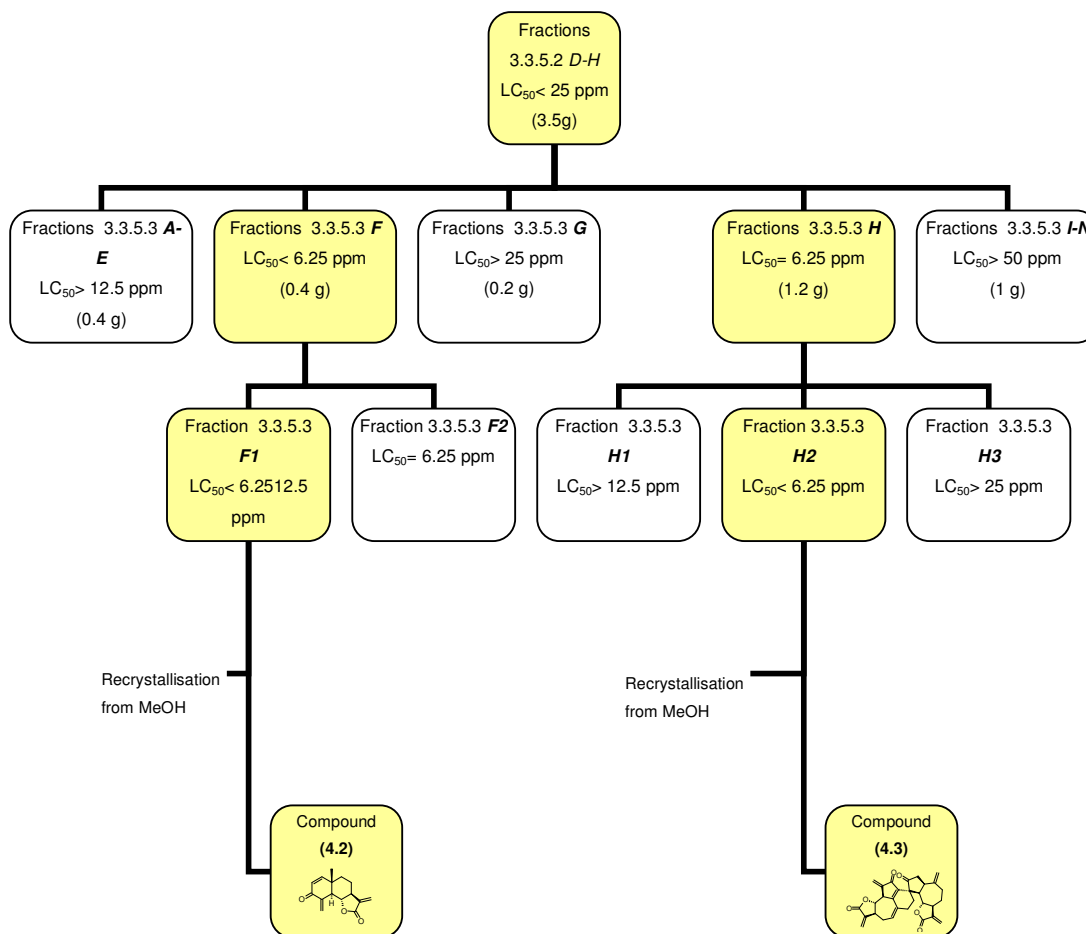 Fractions
3.3.5.2 D-H
LC50< 25 ppm
(3.5g)
Fractions 3.3.5.3 A-
E
LC50> 12.5 ppm
(0.4 g)
Fractions 3.3.5.3 F
LC50< 6.25 ppm
(0.4 g)
Fractions 3.3.5.3 G
LC50> 25 ppm
(0.2 g)
Fractions 3.3.5.3 H
LC50= 6.25 ppm
(1.2 g)
Fractions 3.3.5.3 I-N
LC50> 50 ppm
(1 g)
Fraction 3.3.5.3
F1
LC50< 6.2512.5
ppm
Fraction 3.3.5.3 F2
LC50= 6.25 ppm
Fraction 3.3.5.3
H1
LC50> 12.5 ppm
Fraction 3.3.5.3
H2
LC50< 6.25 ppm
Fraction 3.3.5.3
H3
LC50> 25 ppm
Recrystallisation
from MeOH
Recrystallisation
from MeOH
Compound
(4.2)
O
H
O
O
Compound
(4.3)
O
O
O
O
O
O